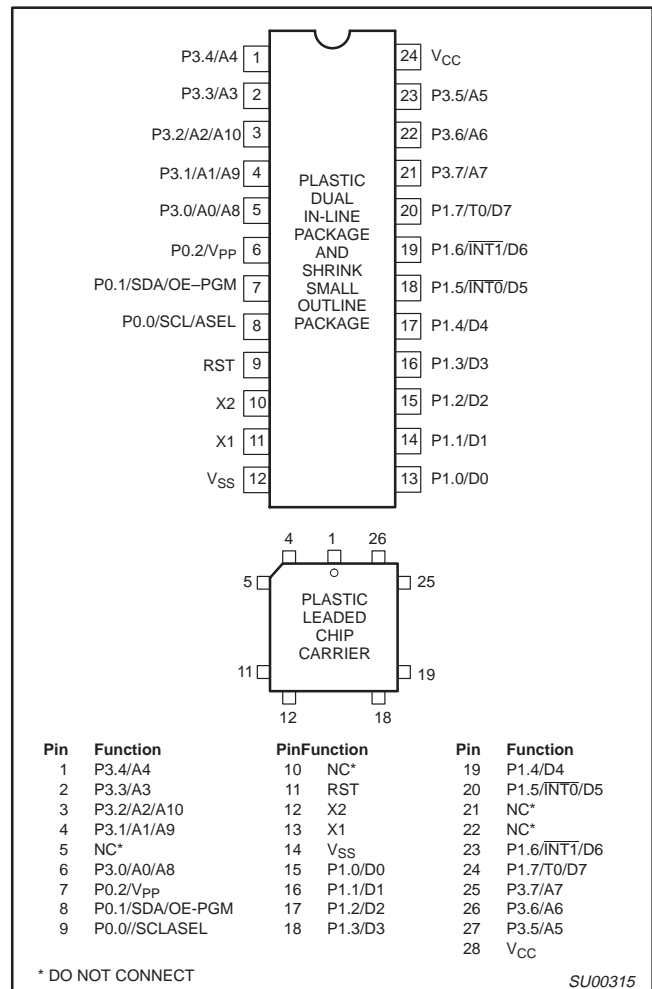 P3.4/A4 1 24 VCC
P3.3/A3 2 23 P3.5/A5
P3.2/A2/A10 3 22 P3.6/A6
P3.1/A1/A9 4 21 P3.7/A7
P3.0/A0/A8 5 20 P1.7/T0/D7
P0.2/VPP 6 19 P1.6/INT1/D6
P0.1/SDA/OE–PGM 7 18 P1.5/INT0/D5
P0.0/SCL/ASEL 8 17 P1.4/D4
RST 9 16 P1.3/D3
X2 10 15 P1.2/D2
X1 11 14 P1.1/D1
VSS 12 13 P1.0/D0
PLASTIC
DUAL
IN-LINE
PACKAGE
AND
SHRINK
SMALL
OUTLINE
PACKAGE
4 1 26
5 25
PLASTIC
LEADED
CHIP
CARRIER
11 19
12 18
Pin Function PinFunction Pin Function
1 P3.4/A4 10 NC* 19 P1.4/D4
2 P3.3/A3 11 RST 20 P1.5/INT0/D5
3 P3.2/A2/A10 12 X2 21 NC*
4 P3.1/A1/A9 13 X1 22 NC*
5 NC* 14 VSS 23 P1.6/INT1/D6
6 P3.0/A0/A8 15 P1.0/D0 24 P1.7/T0/D7
7 P0.2/VPP 16 P1.1/D1 25 P3.7/A7
8 P0.1/SDA/OE-PGM 17 P1.2/D2 26 P3.6/A6
9 P0.0//SCLASEL 18 P1.3/D3 27 P3.5/A5
28 VCC
* DO NOT CONNECT
SU00315